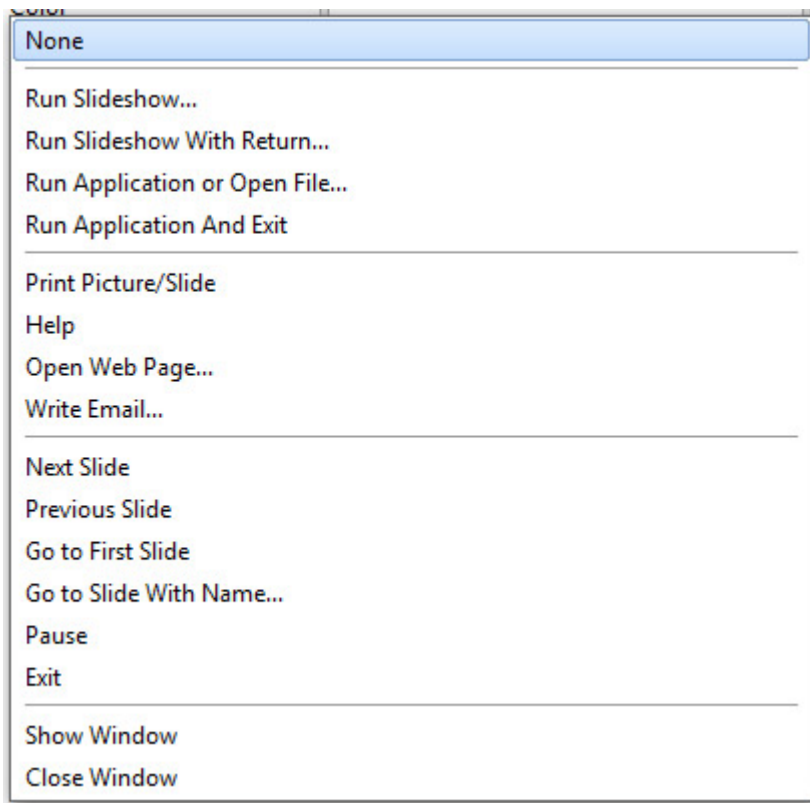 Color
None
Run Slideshow...
Run Slideshow With Return...
Run Application or Open File...
Run Application And Exit
Print Picture/Slide
Help
Open Web Page...
Write Email...
Next Slide
Previous Slide
Go to First Slide
Go to Slide With Name...
Pause
Exit
Show Window
Close Window